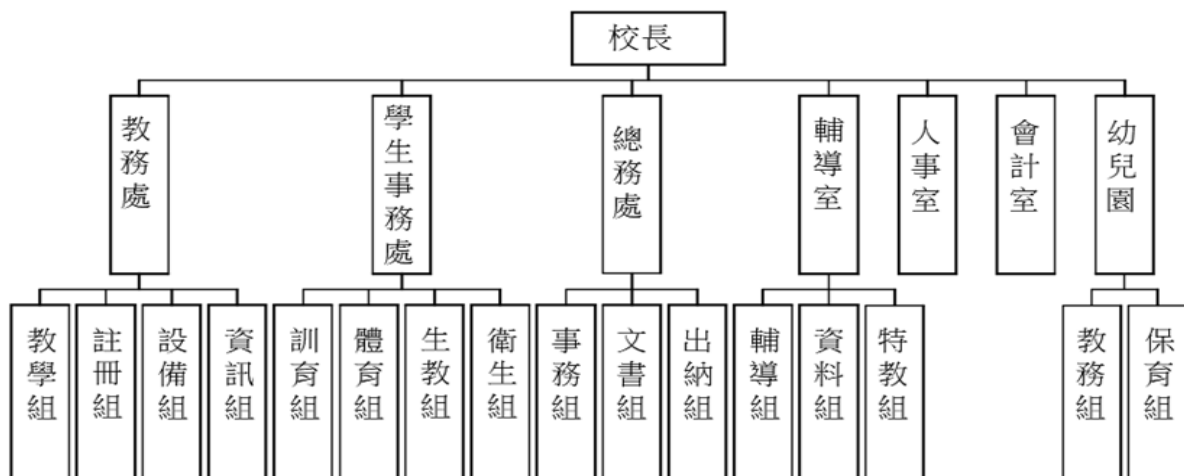 校長
教務處
學生事務處
總務處
輔導室
人事室
會計室
幼兒園
教學組
註冊組
設備組
資訊組
訓育組
體育組
生教組
衛生組
事務組
文書組
出納組
輔導組
資料組
特教組
教務組
保育組